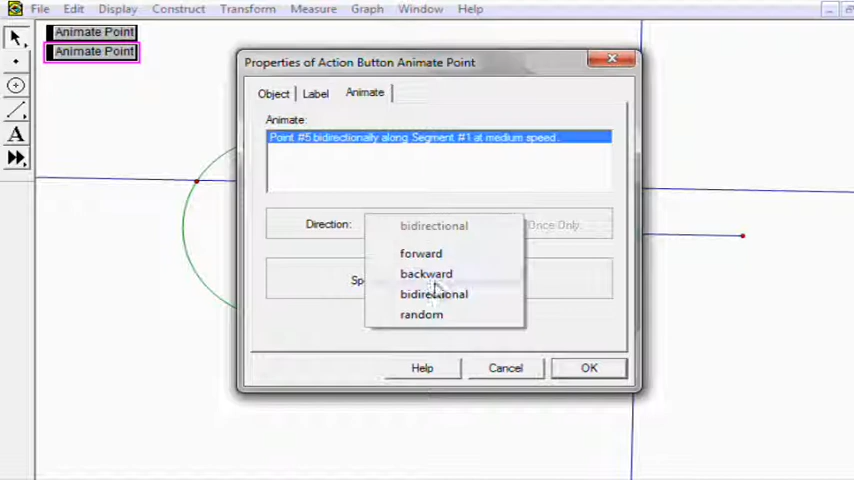 File Edit Display Construct Transform Measure Graph Window
Animate Point
Animate Point
Properties of Action Button Animate Point
Object Label Animate
Animate:
Point #5 bidirectionally along Segment #1 at medium speed.
Direction: bidirectional Once Only.
forward
backward
Sp
bidirectional
random
Help Cancel OK
A